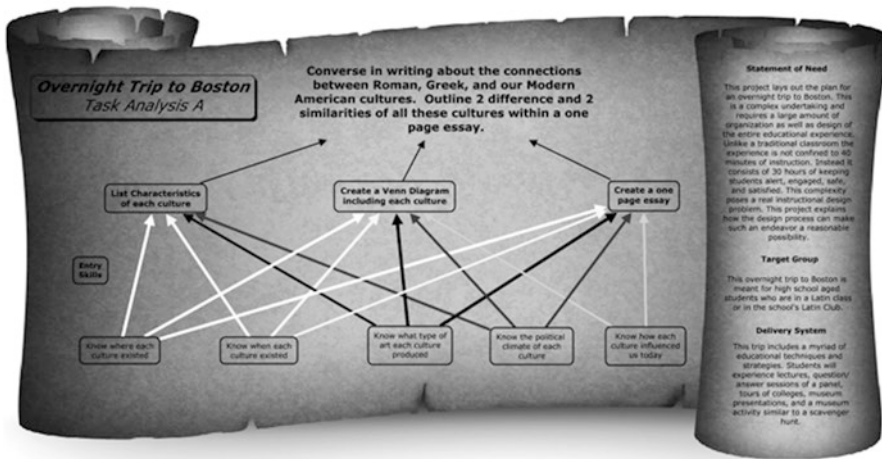 Overnight Trip to Boston
Task Analysis A
Converse in writing about the connections
between Roman, Greek, and our Modern
American cultures. Outline 2 difference and 2
similarities of all these cultures within a one
page essay.
List Characteristics
of each culture
Create a Venn Diagram
including each culture
Create a one
page essay
Entry
Skills
Know where each
culture existed
Know when each
culture existed
Know what type of
art each culture
produced
Know the political
climate of each
culture
Know how each
culture influenced
us today
Statement of Need
This project lays out the plan for
an overnight trip to Boston. This
is a complex undertaking and
requires a large amount of
organization as well as design of
the entire educational experience.
Unlike a traditional classroom the
experience is not confined to 40
minutes of instruction. Instead it
consists of 30 hours of keeping
students alert, engaged, safe,
and satisfied. This complexity
poses a real instructional design
problem. This project explains
how the design process can make
such an endeavor a reasonable
possibility.
Target Group
This overnight trip to Boston is
meant for high school aged
students who are in a Latin class
or in the school's Latin Club.
Delivery System
This trip includes a myriad of
educational techniques and
strategies. Students will
experience lectures, question/
answer sessions of a panel,
tours of colleges, museum
presentations, and a museum
activity similar to a scavenger
hunt.